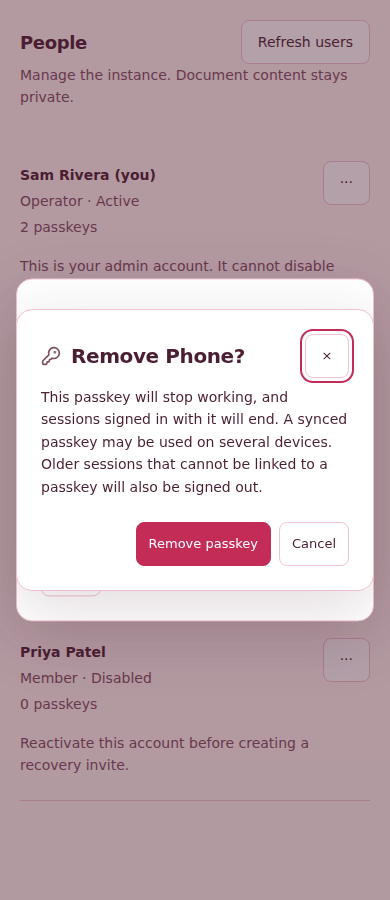 People
Refresh users
Manage the instance. Document content stays
private.
Sam Rivera (you)
...
Operator · Active
2 passkeys
This is your admin account. It cannot disable
Remove Phone?
×
This passkey will stop working, and
sessions signed in with it will end. A synced
passkey may be used on several devices.
Older sessions that cannot be linked to a
passkey will also be signed out.
Remove passkey
Cancel
Priya Patel
...
Member · Disabled
0 passkeys
Reactivate this account before creating a
recovery invite.